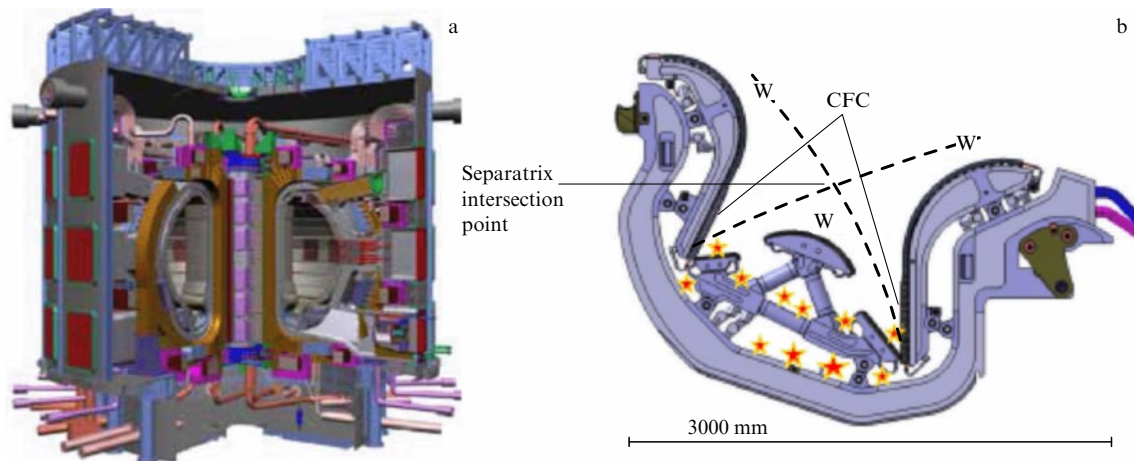 a
b
W
CFC
W
Separatrix
intersection
point
W
3000 mm